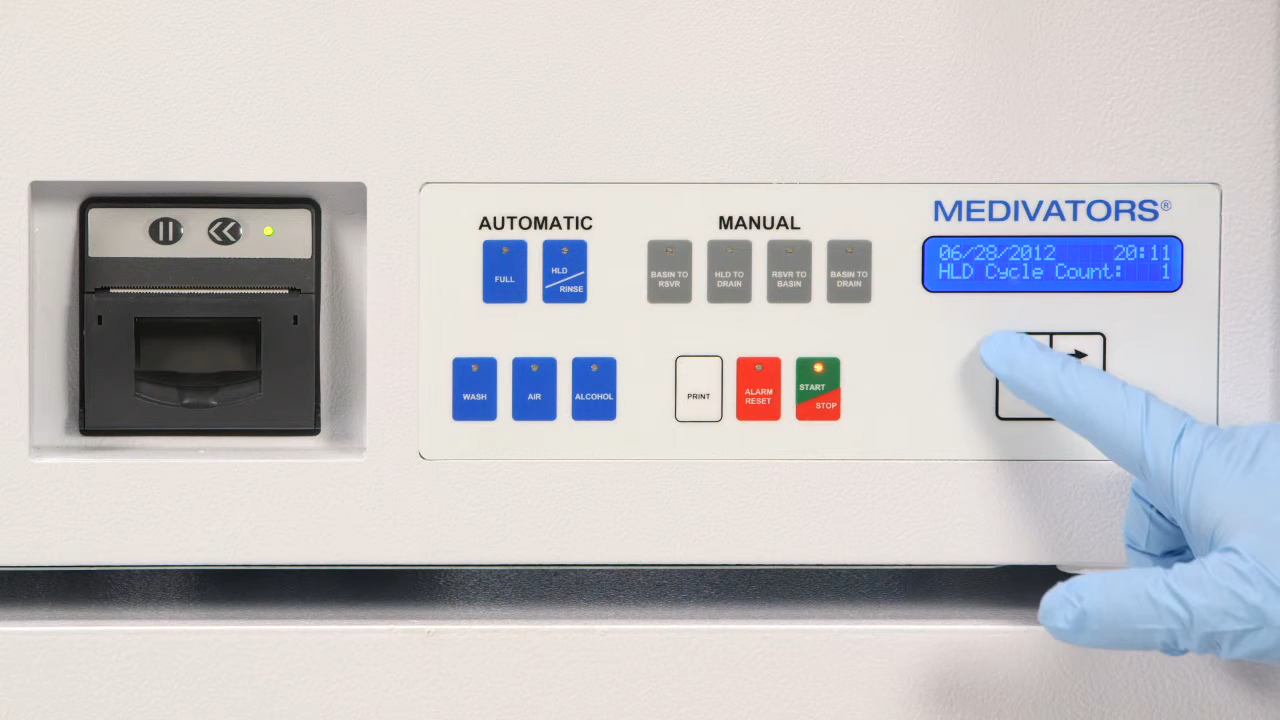 AUTOMATIC
MANUAL
MEDIVATORS®
FULL
HLD
RINSE
BASIN TO
RSVR
HLD TO
DRAIN
RSVR TO
BASIN
BASIN TO
DRAIN
06/28/2012 20:11
HLD Cycle Count: 1
WASH
AIR
ALCOHOL
PRINT
ALARM
RESET
START
STOP